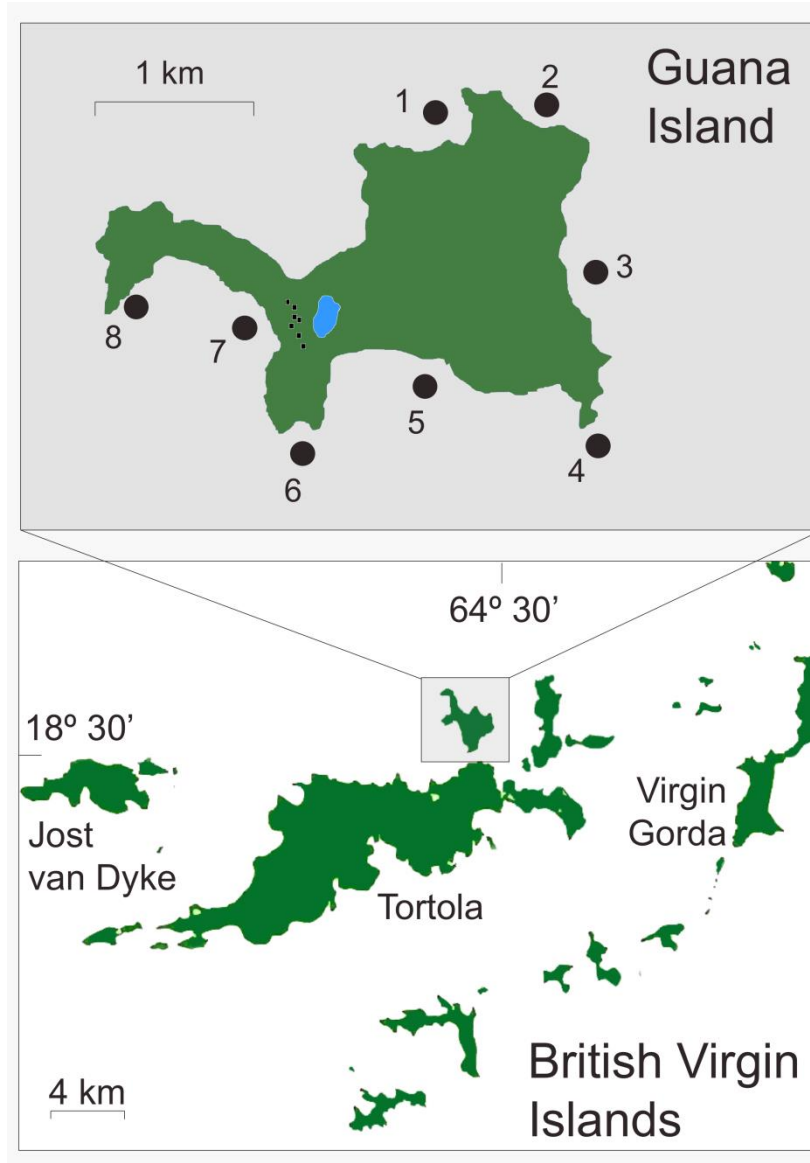 1 km
Guana
Island
1
2
3
4
5
6
7
8
64º 30’
18º 30’
Jost
van Dyke
Tortola
Virgin
Gorda
British Virgin
Islands
4 km